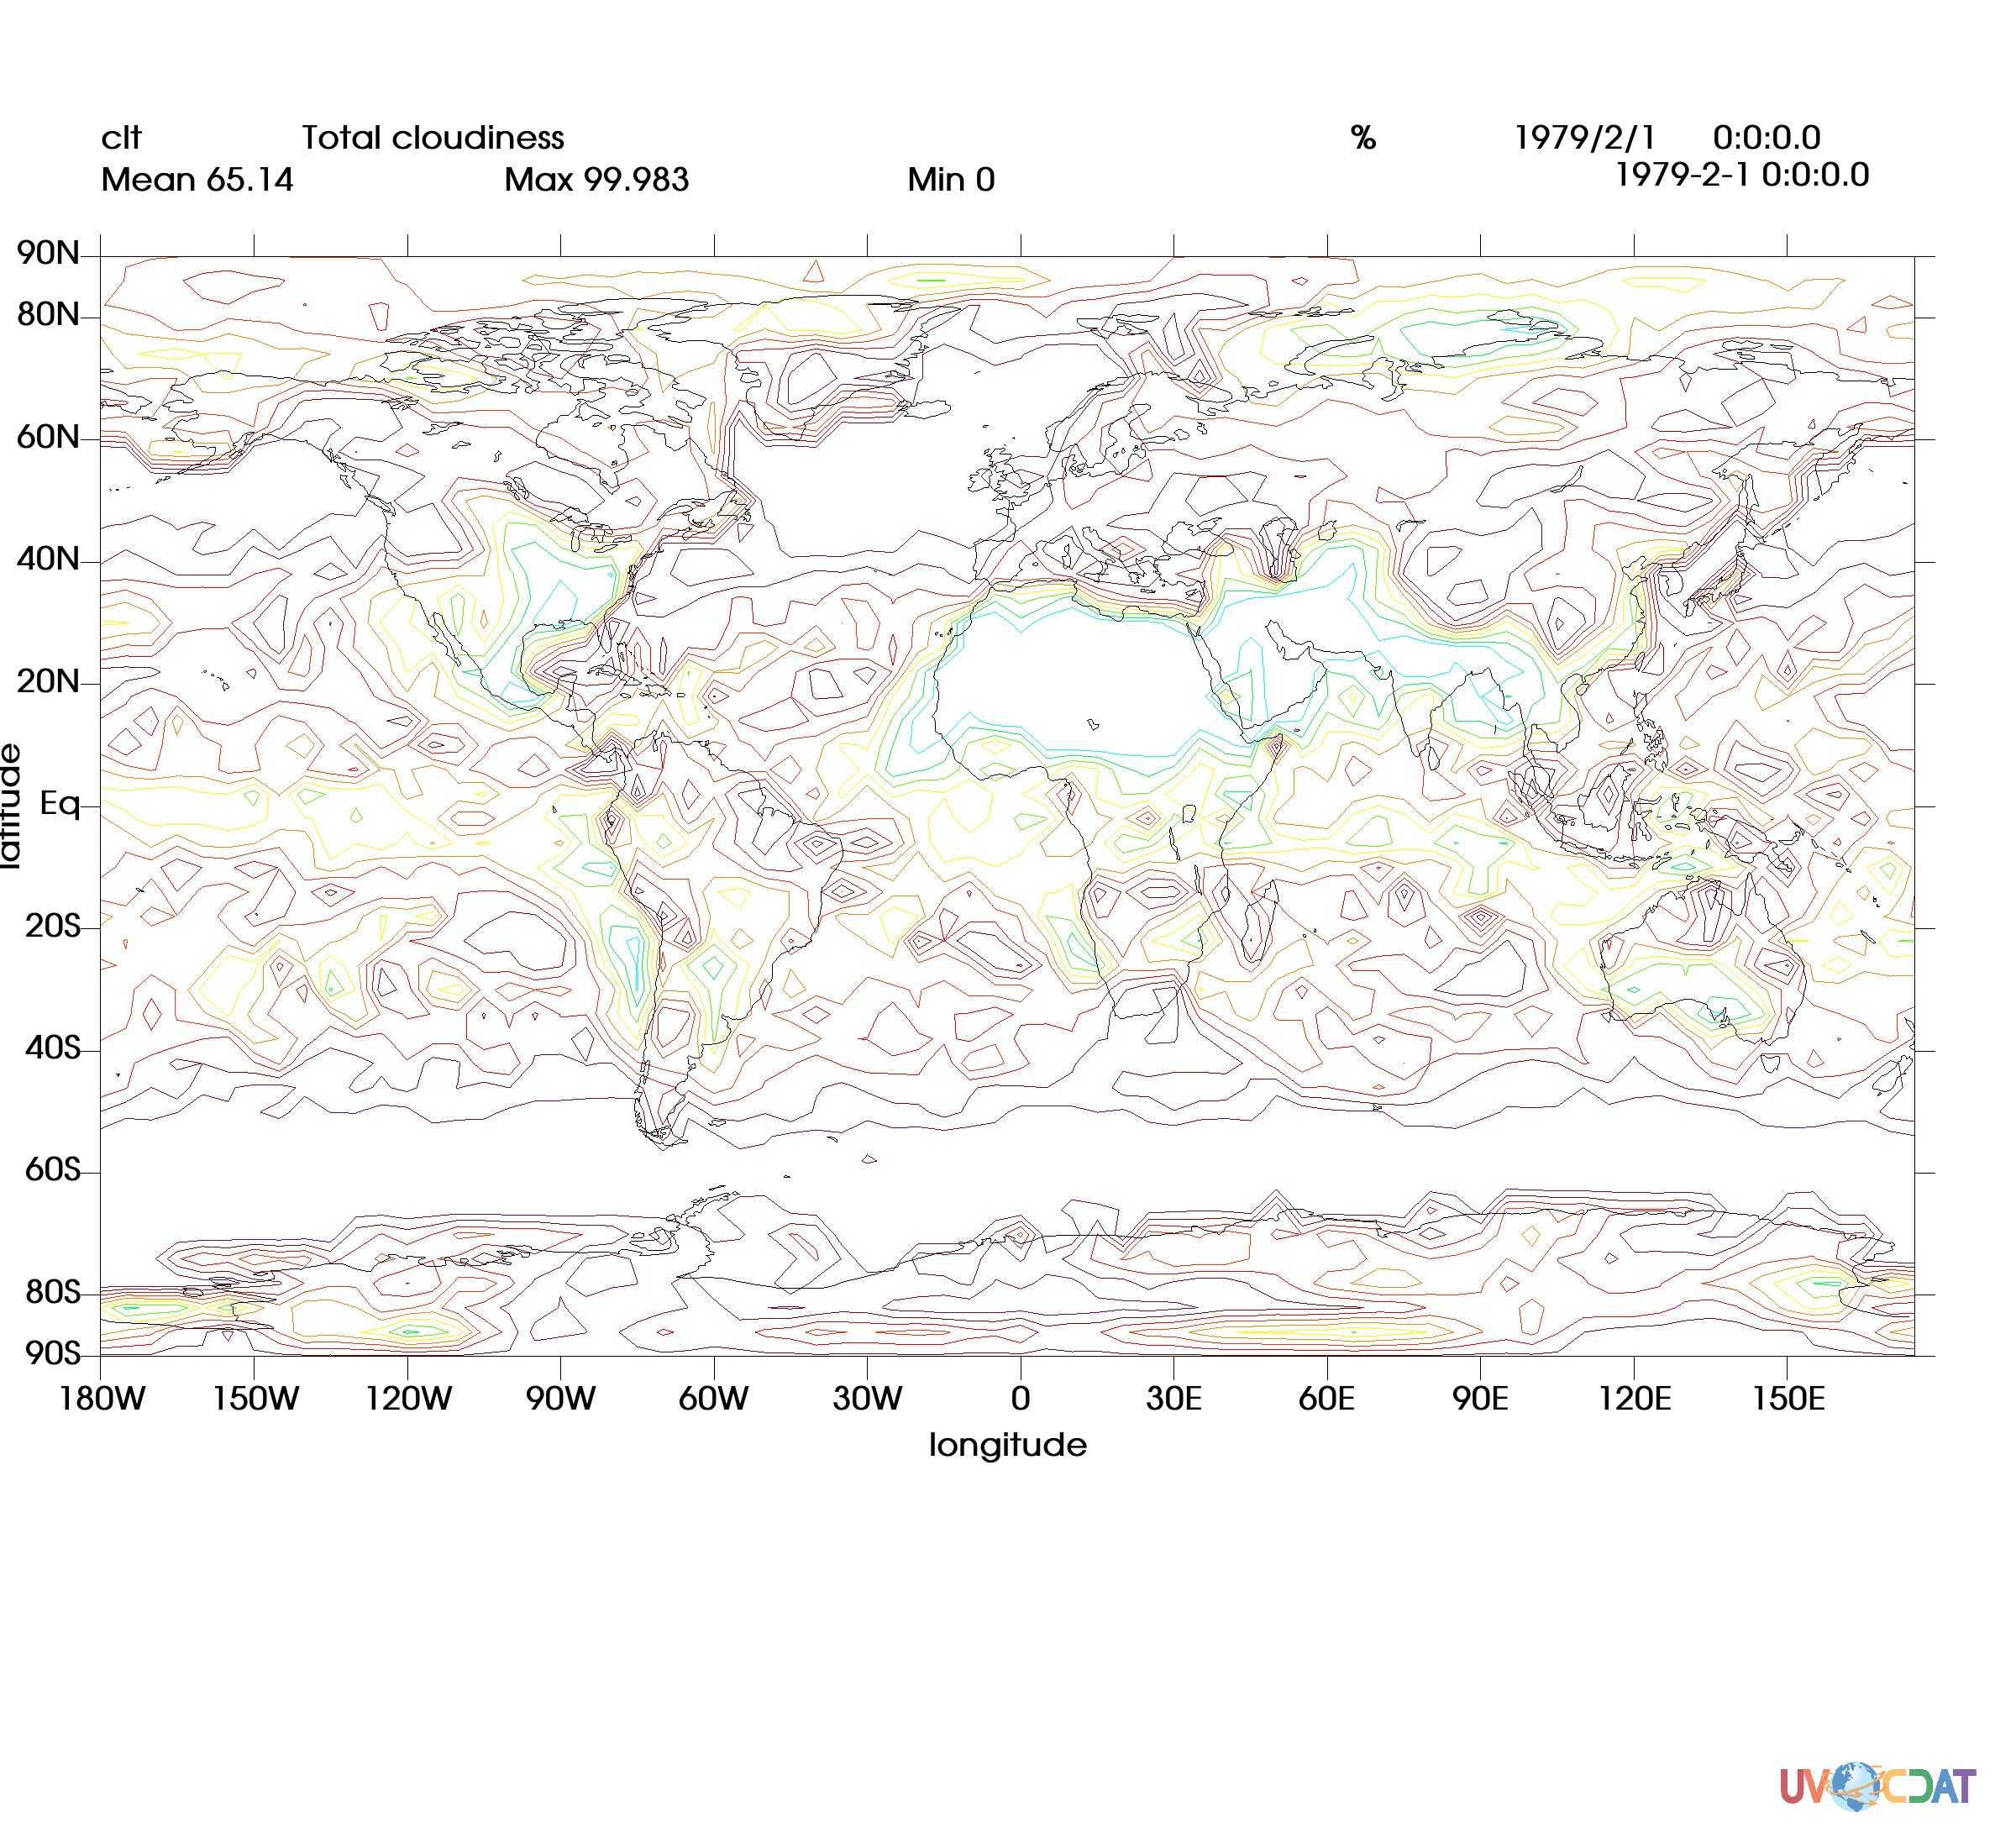 clt Total cloudiness % 1979/2/1 0:0:0.0
Mean 65.14 Max 99.983 Min 0 1979-2-1 0:0:0.0
90N
80N
60N
40N
20N
Eq
20S
40S
60S
80S
90S
latitude
180W 150W 120W 90W 60W 30W 0 30E 60E 90E 120E 150E
longitude
UV CDAT